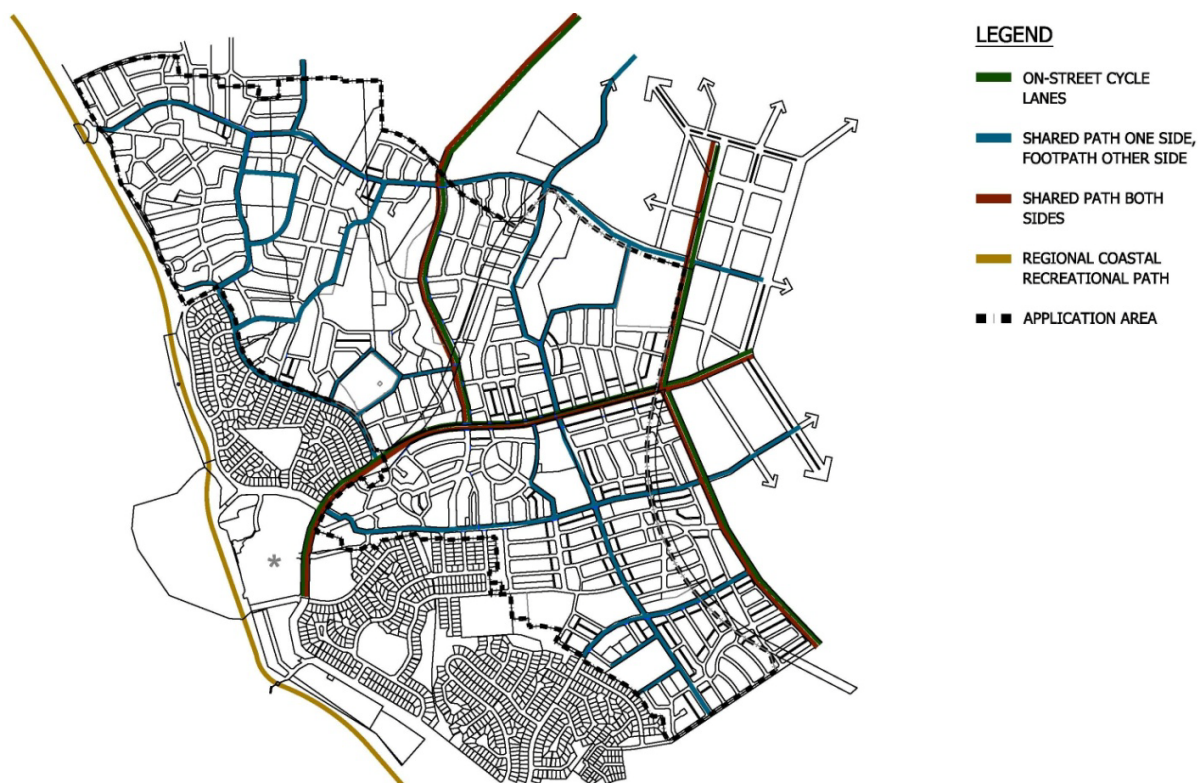 LEGEND
ON-STREET CYCLE
LANES
SHARED PATH ONE SIDE,
FOOTPATH OTHER SIDE
SHARED PATH BOTH
SIDES
REGIONAL COASTAL
RECREATIONAL PATH
APPLICATION AREA